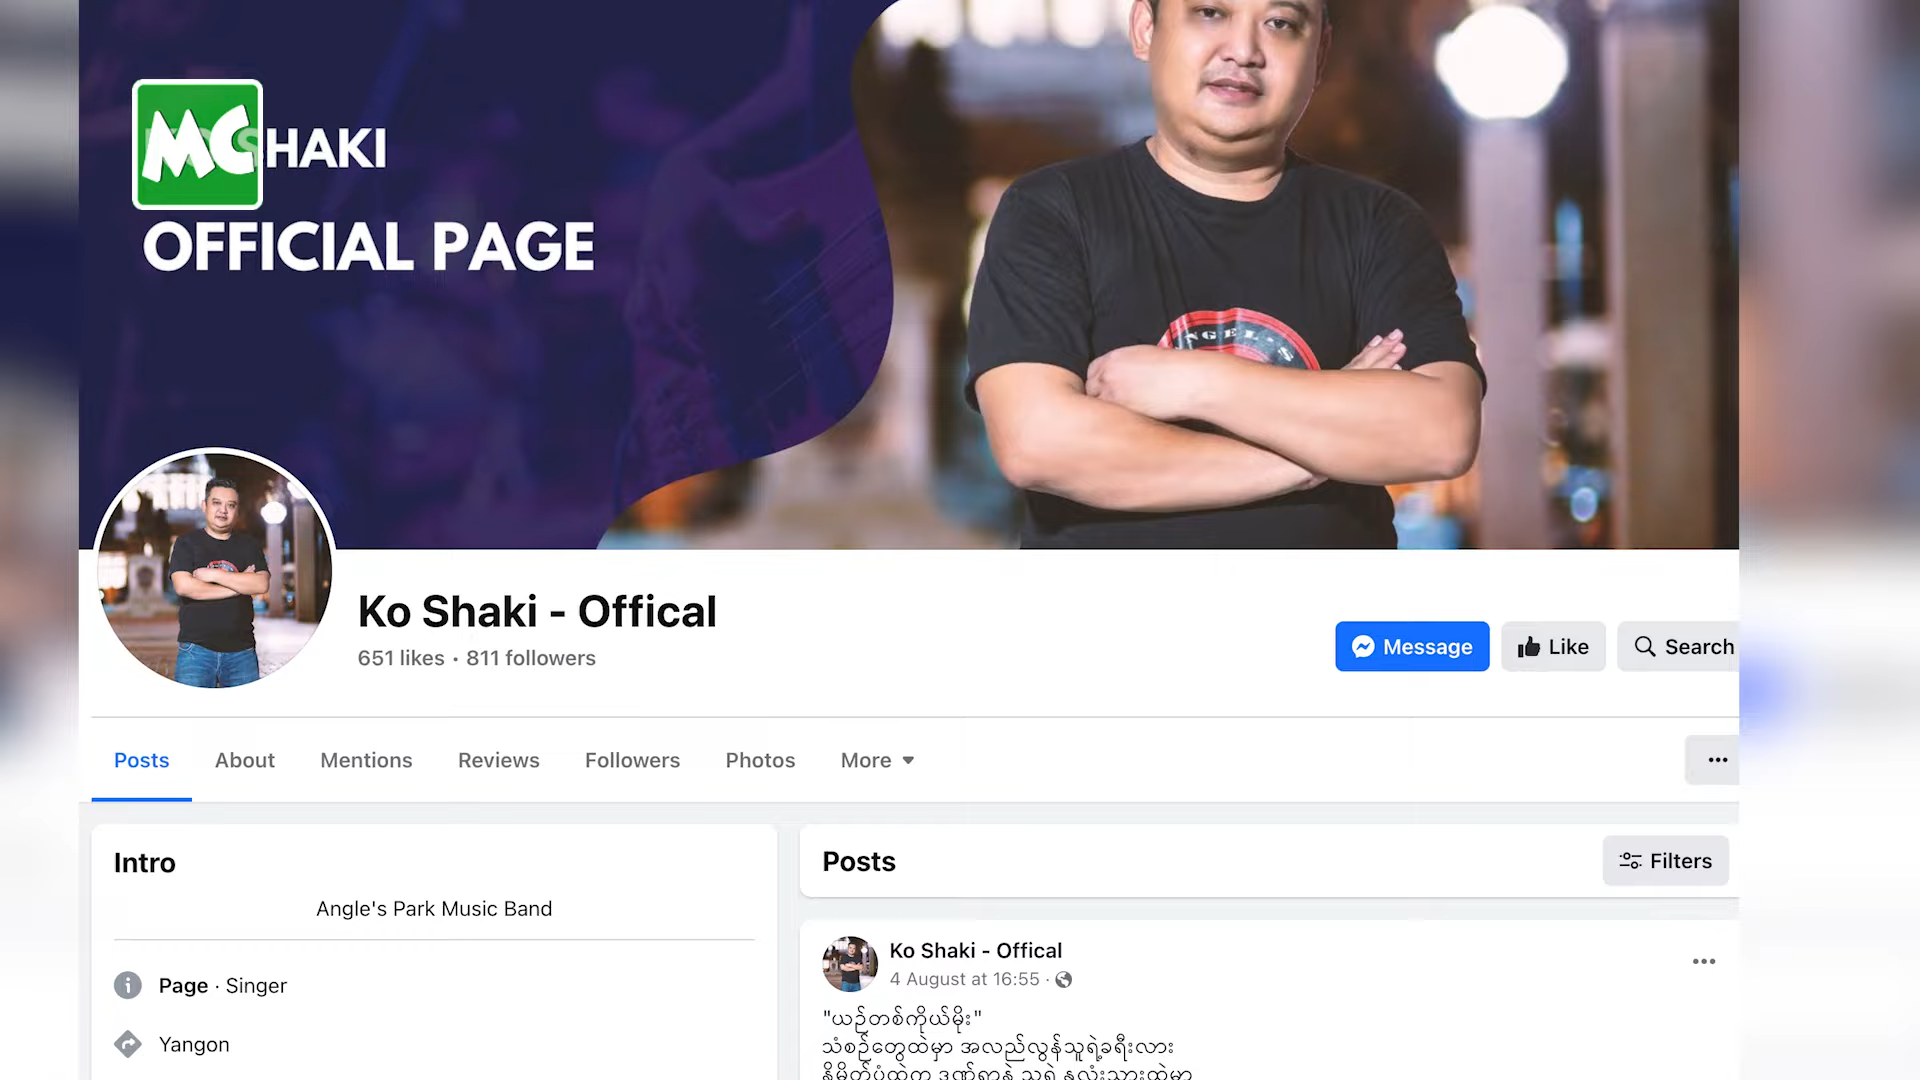 MC
SHAKI
OFFICIAL PAGE
NGEL·S
Ko Shaki - Offical
651 likes • 811 followers
Message
Like
Search
Posts
About
Mentions
Reviews
Followers
Photos
More
Intro
Angle's Park Music Band
Page · Singer
Yangon
Posts
Filters
Ko Shaki - Offical
4 August at 16:55 ·
"ယဉ်တစ်ကိုယ်မိုး"
သံစဉ်တွေထဲမှာ အလည်လွန်သူရဲ့ခရီးလား